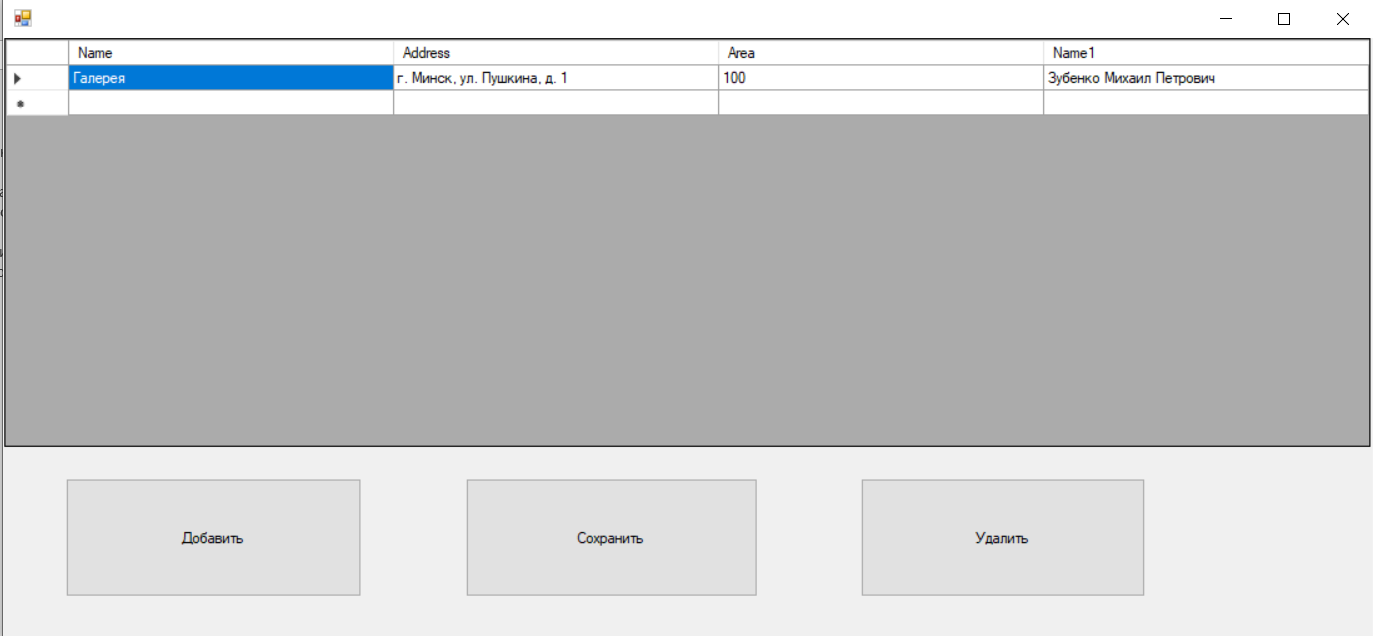 Name Address Area Name1
Галерея г. Минск, ул. Пушкина, д. 1 100 Зубенко Михаил Петрович
Добавить Сохранить Удалить